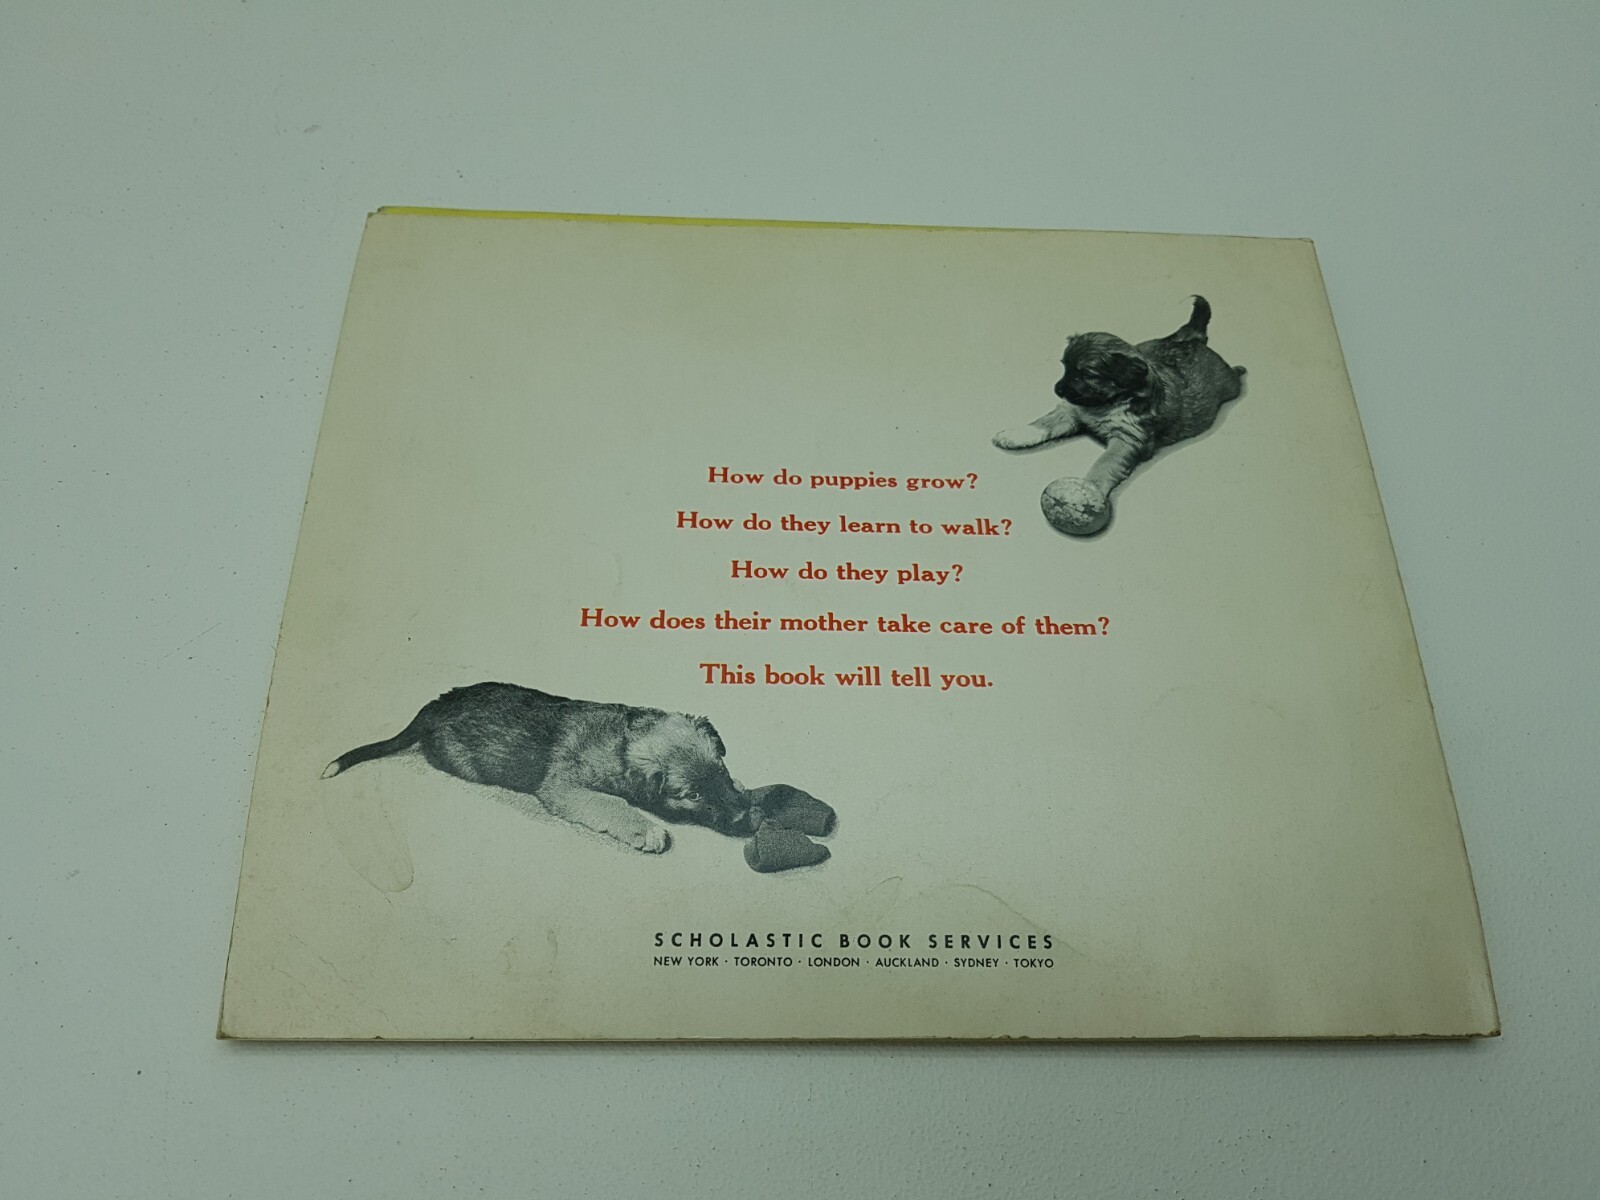 How do puppies grow?
How do they learn to walk?
How do they play?
How does their mother take care of them?
This book will tell you.
SCHOLASTIC BOOK SERVICES
NEW YORK · TORONTO · LONDON · AUCKLAND · SYDNEY · TOKYO